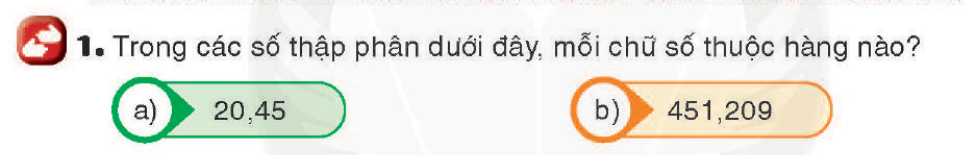 1. Trong các số thập phân dưới đây, mỗi chữ số thuộc hàng nào?
a) 20,45 b) 451,209